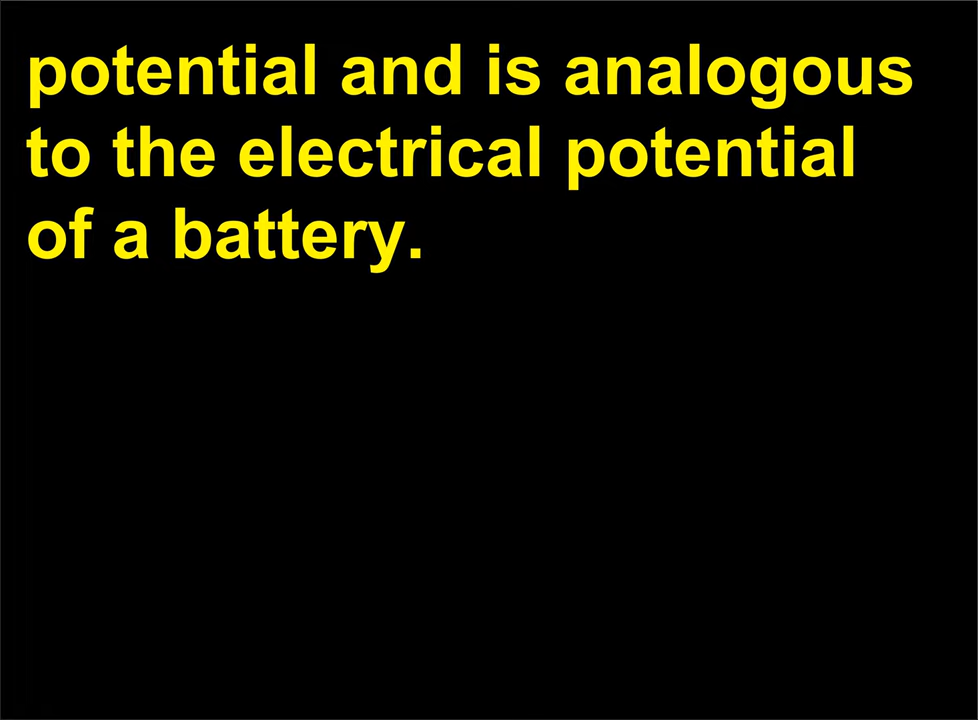 potential and is analogous
to the electrical potential
of a battery.